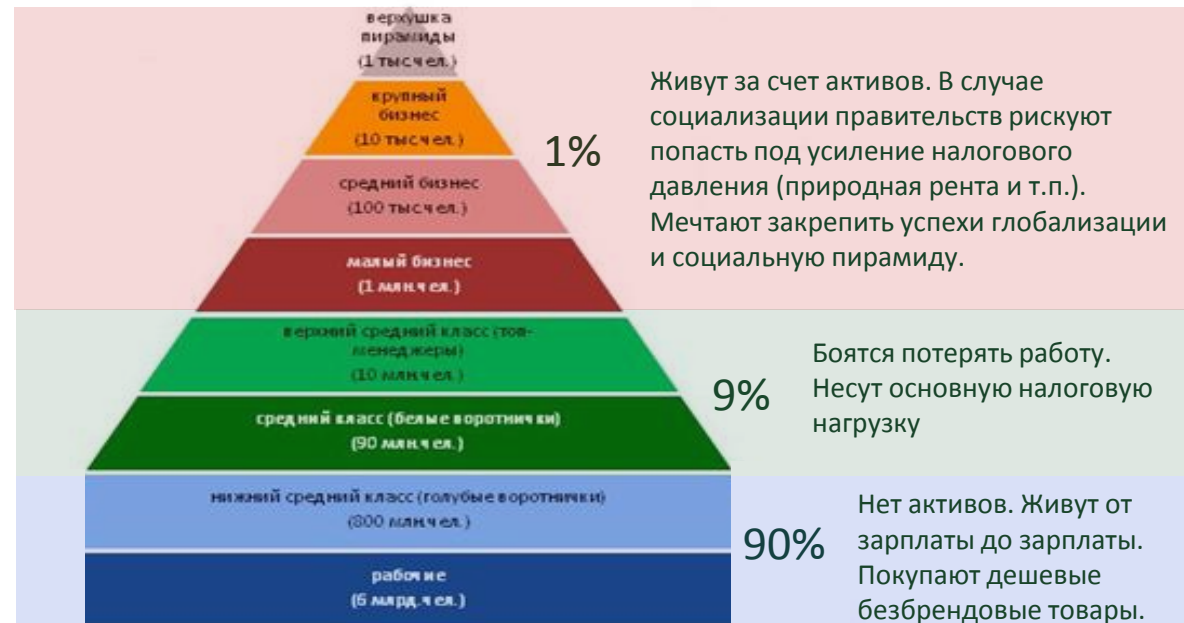 верхушка
пирамиды
(1 тыс чел.)
крупный
бизнес
(10 тыс чел.)
средний бизнес
(100 тыс чел.)
малый бизнес
(1 млн.чел.)
1%
Живут за счет активов. В случае
социализации правительств рискуют
попасть под усиление налогового
давления (природная рента и т.п.).
Мечтают закрепить успехи глобализации
и социальную пирамиду.
верхний средний класс (топ-
менеджеры)
(10 млн чел.)
средний класс (белые воротнички)
(90 млн.чел.)
9%
Боятся потерять работу.
Несут основную налоговую
нагрузку
нижний средний класс (голубые воротнички)
(800 млн чел.)
рабочие
(6 млрд.чел.)
90%
Нет активов. Живут от
зарплаты до зарплаты.
Покупают дешевые
безбрендовые товары.